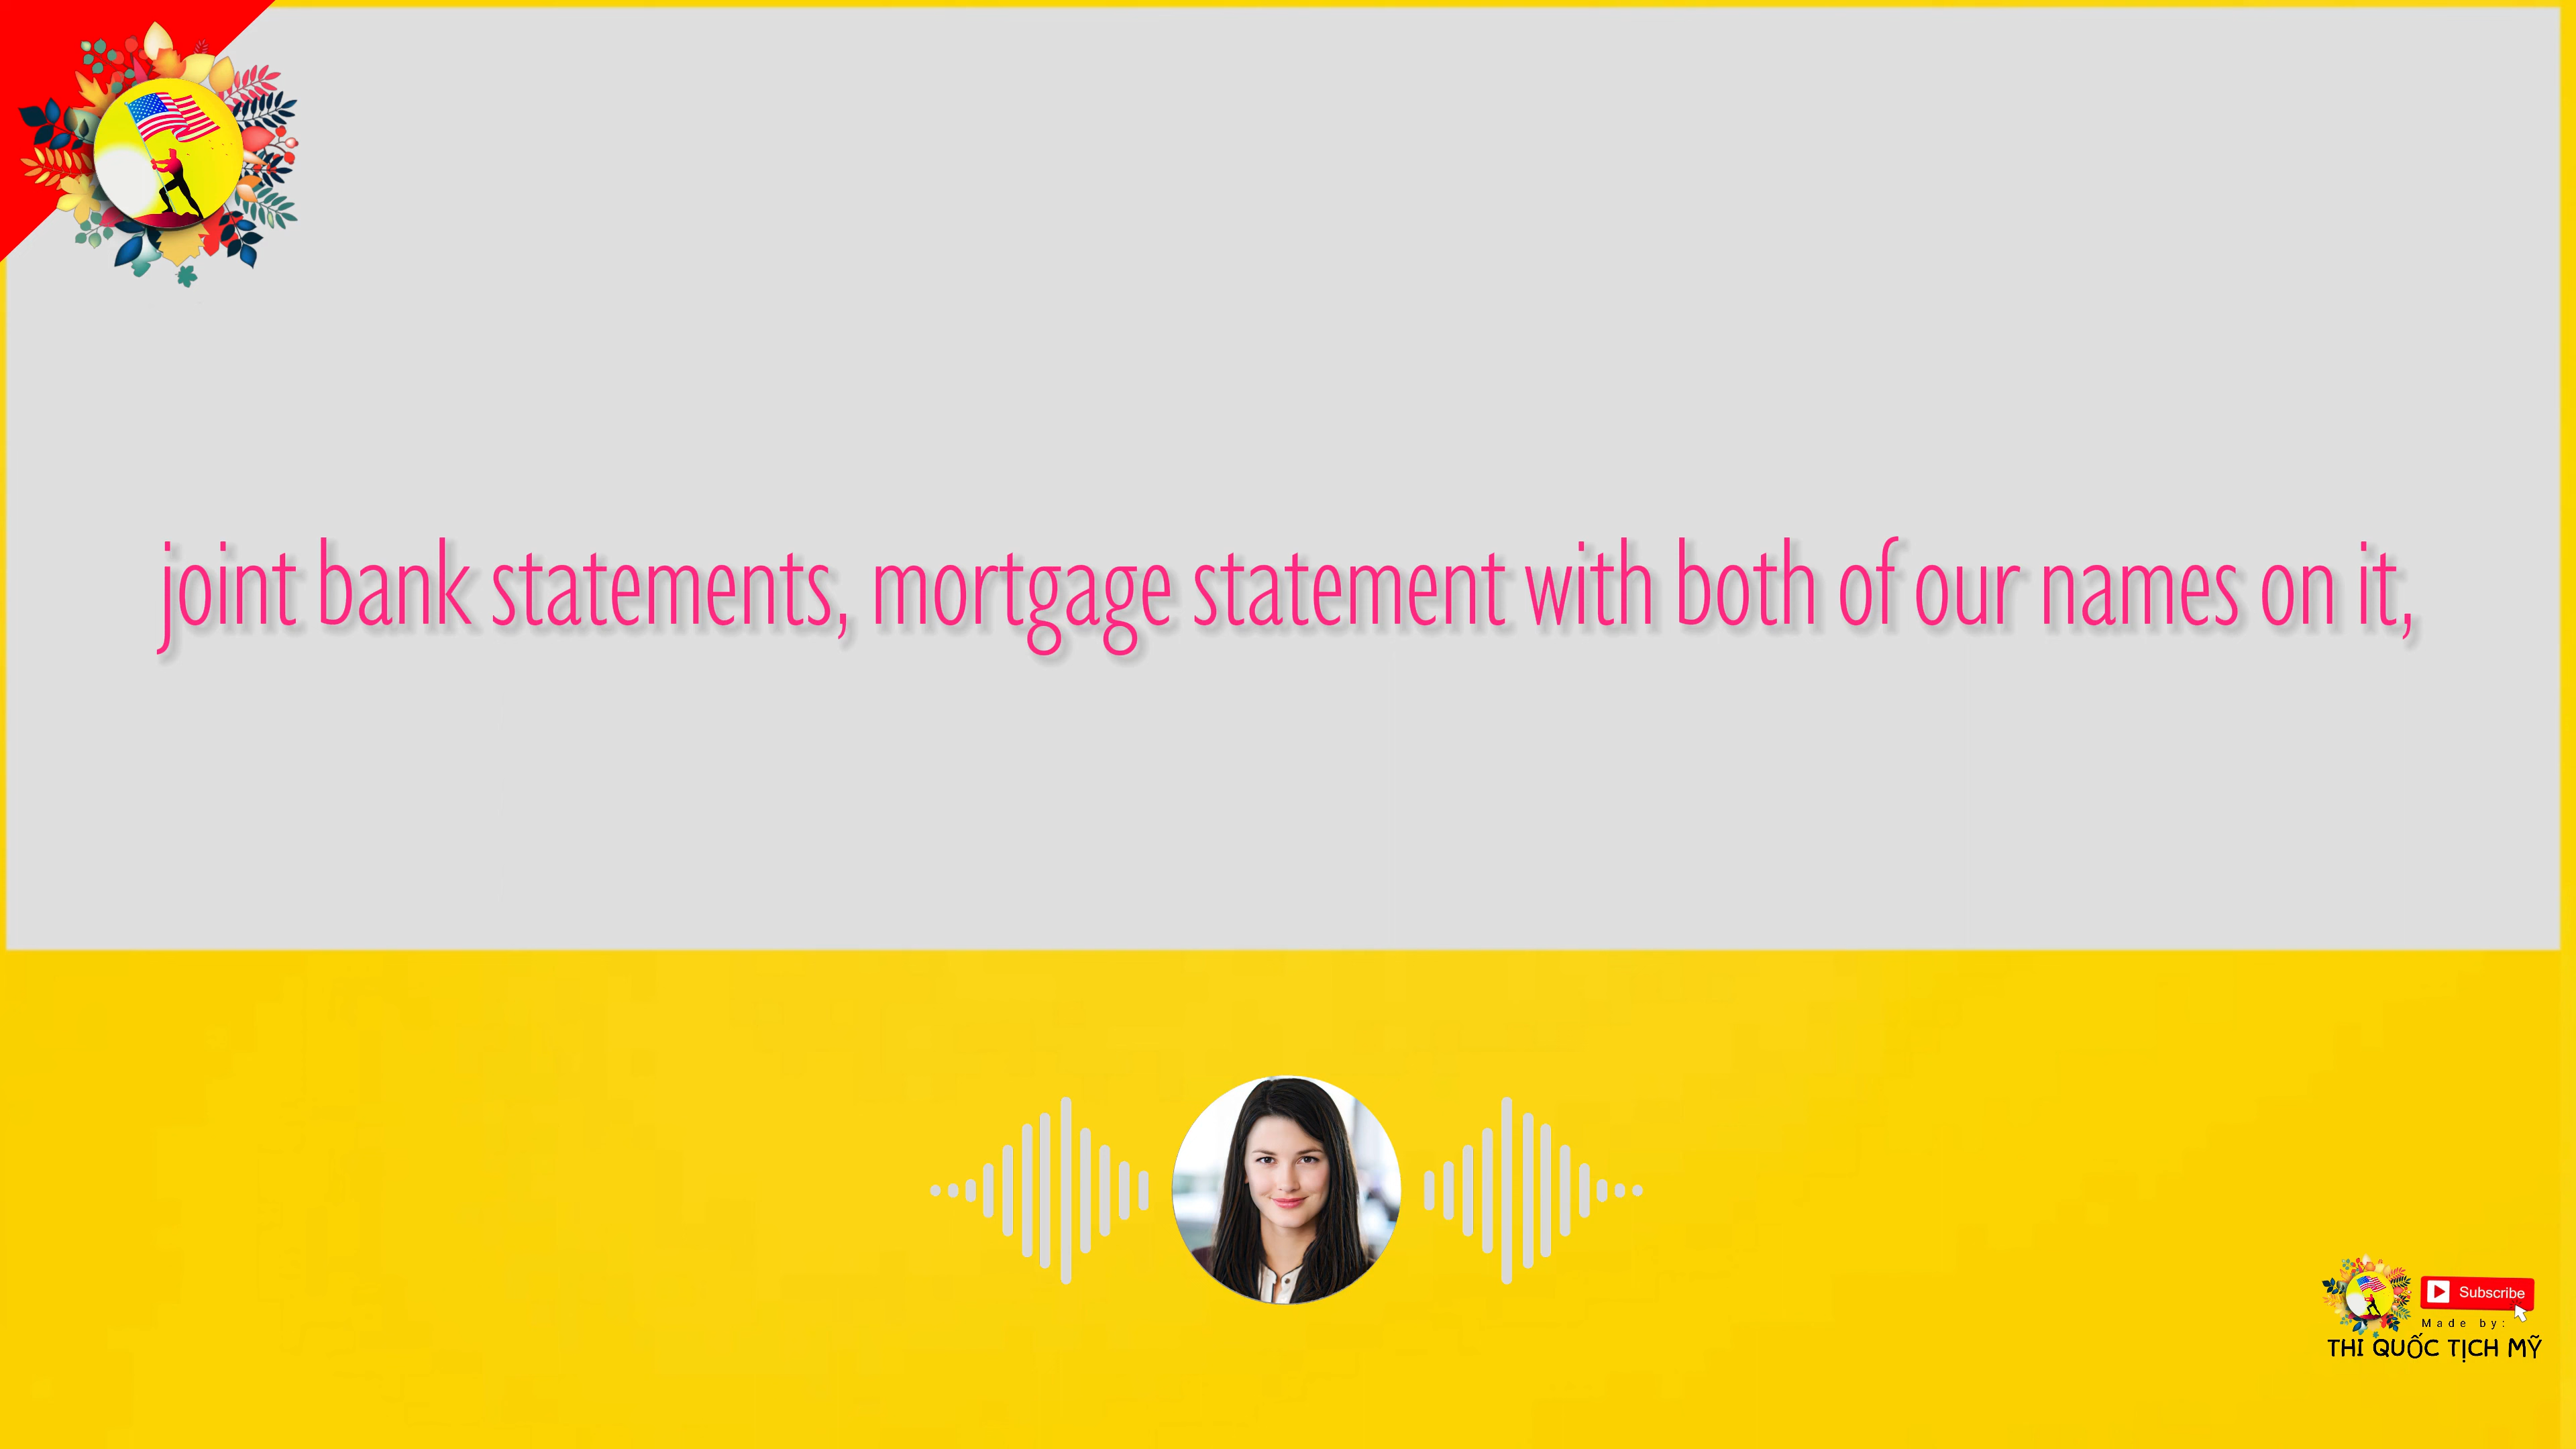 joint bank statements, mortgage statement with both of our names on it,
Subscribe
Made by:
THI QUỐC TỊCH MỸ